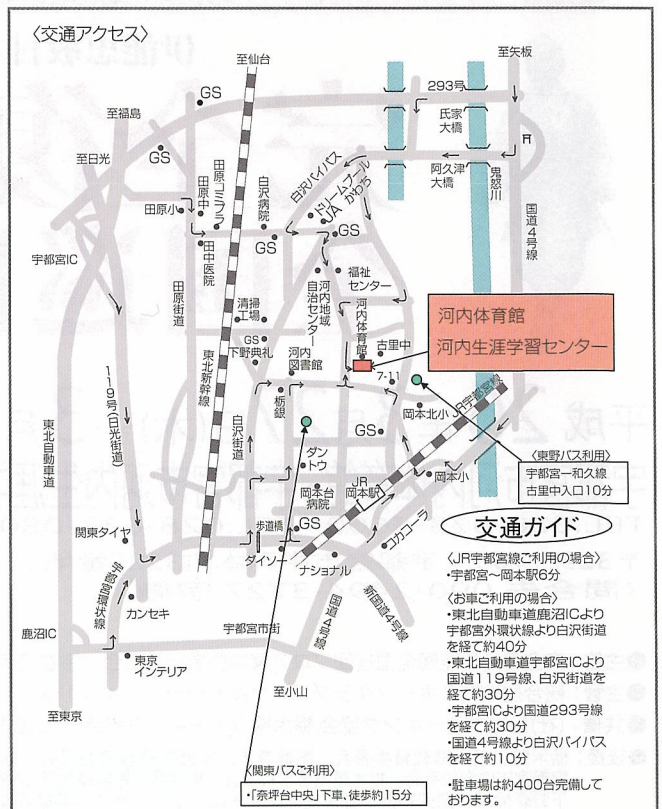 〈交通アクセス〉
至仙台
至矢板
293号
GS
至福島
氏家
大橋
GS
至日光
白沢バイパス
阿久津
大橋
鬼怒川
国道4号線
田原コミプラ
田原中
田原小
白沢病院
ドリームプールかわち
JA
GS
GS
田中医院
宇都宮IC
田原街道
福祉
センター
河内地域
自治センター
清掃
工場
河内体育館
河内体育館
河内生涯学習センター
古里中
GS
下野典礼
河内
図書館
7-11
119号(日光街道)
東北新幹線
栃銀
岡本北小
JR宇都宮線
東北自動車道
白沢街道
GS
〈東野バス利用〉
宇都宮ー和久線
古里中入口10分
ダン
トウ
岡本台
病院
JR
岡本駅
岡本小
交通ガイド
関東タイヤ
歩道橋
GS
ダイソー
ナショナル
コカコーラ
〈JR宇都宮線ご利用の場合〉
・宇都宮〜岡本駅6分
宇都宮環状線
カンセキ
国道4号線
新国道4号線
〈お車ご利用の場合〉
・東北自動車道鹿沼ICより
宇都宮外環状線より白沢街道
を経て約40分
・東北自動車道宇都宮ICより
国道119号線、白沢街道を
経て約30分
・宇都宮ICより国道293号線
を経て約30分
・国道4号線より白沢バイパス
を経て約10分
・駐車場は約400台完備して
おります。
鹿沼IC
宇都宮市街
東京
インテリア
至小山
至東京
〈関東バスご利用〉
・「奈坪台中央」下車、徒歩約15分